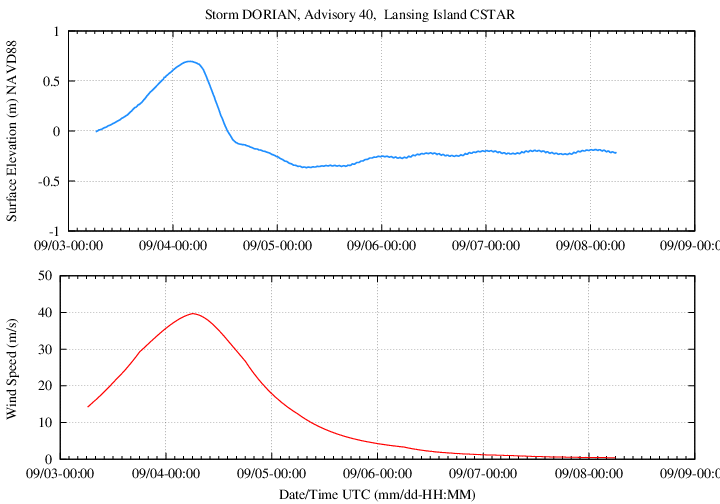 Storm DORIAN, Advisory 40,  Lansing Island CSTAR
Surface Elevation (m) NAVD88
1
0.5
0
-0.5
-1
09/03-00:00 09/04-00:00 09/05-00:00 09/06-00:00 09/07-00:00 09/08-00:00 09/09-0
Wind Speed (m/s)
50
40
30
20
10
0
09/03-00:00 09/04-00:00 09/05-00:00 09/06-00:00 09/07-00:00 09/08-00:00 09/09-0
Date/Time UTC (mm/dd-HH:MM)